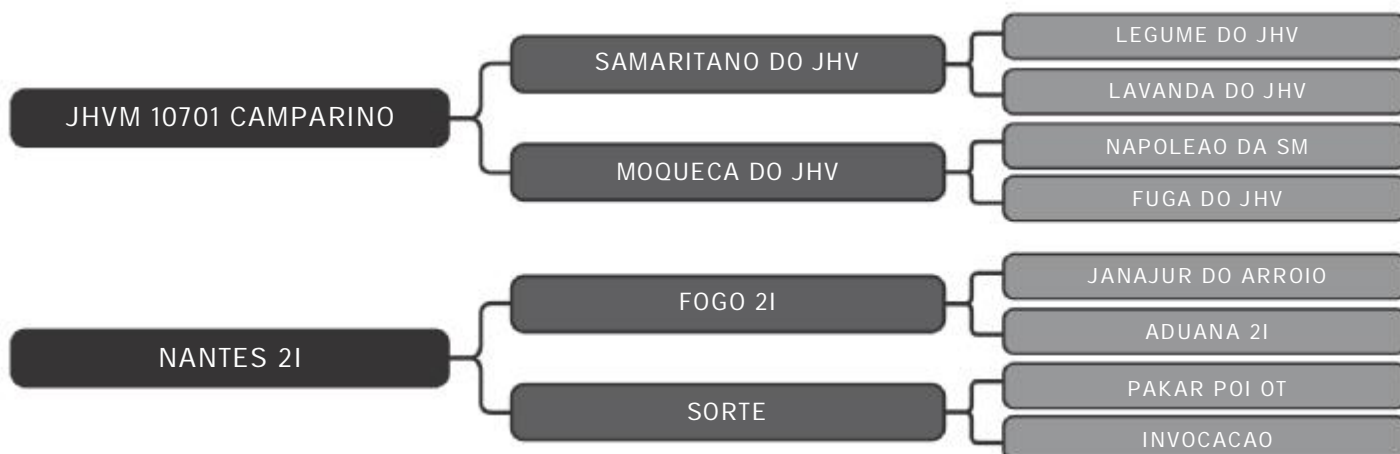 JHVM 10701 CAMPARINO
SAMARITANO DO JHV
MOQUECA DO JHV
LEGUME DO JHV
LAVANDA DO JHV
NAPOLEAO DA SM
FUGA DO JHV
NANTES 2I
FOGO 2I
SORTE
JANAJUR DO ARROIO
ADUANA 2I
PAKAR POI OT
INVOCACAO